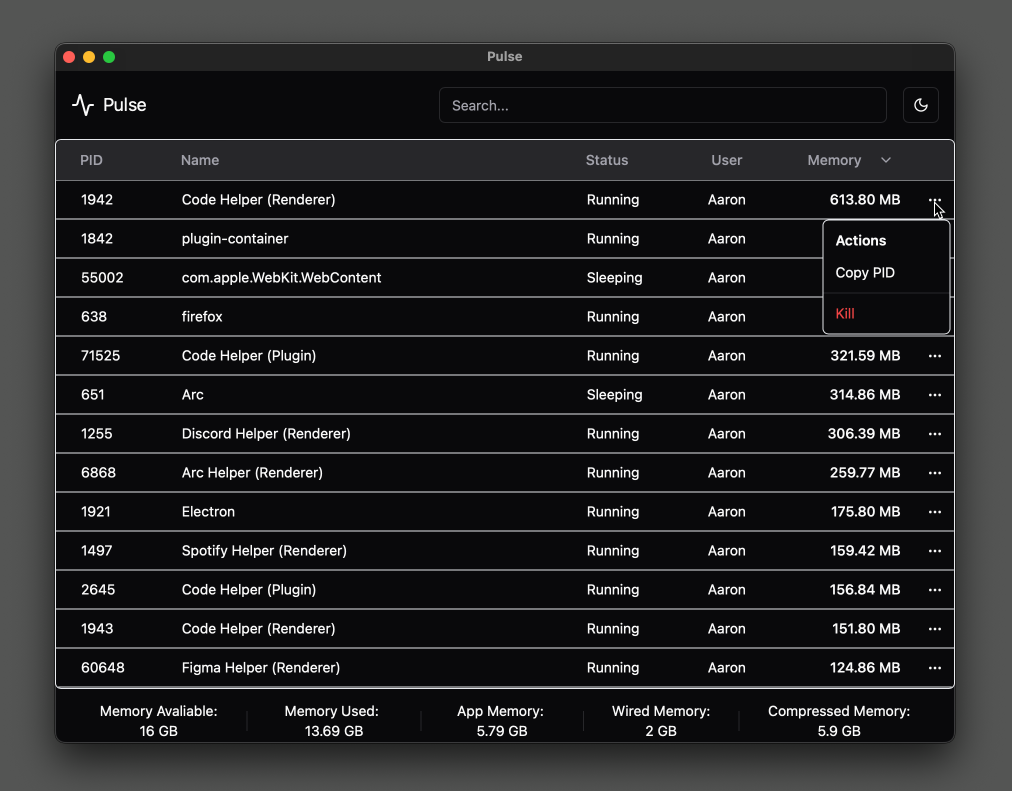 Pulse
Pulse
Search...
PID Name Status User Memory
1942 Code Helper (Renderer) Running Aaron 613.80 MB ...
1842 plugin-container Running Aaron
Actions
55002 com.apple.WebKit.WebContent Sleeping Aaron
Copy PID
638 firefox Running Aaron
Kill
71525 Code Helper (Plugin) Running Aaron 321.59 MB ...
651 Arc Sleeping Aaron 314.86 MB ...
1255 Discord Helper (Renderer) Running Aaron 306.39 MB ...
6868 Arc Helper (Renderer) Running Aaron 259.77 MB ...
1921 Electron Running Aaron 175.80 MB ...
1497 Spotify Helper (Renderer) Running Aaron 159.42 MB ...
2645 Code Helper (Plugin) Running Aaron 156.84 MB ...
1943 Code Helper (Renderer) Running Aaron 151.80 MB ...
60648 Figma Helper (Renderer) Running Aaron 124.86 MB ...
Memory Avaliable: Memory Used: App Memory: Wired Memory: Compressed Memory:
16 GB 13.69 GB 5.79 GB 2 GB 5.9 GB